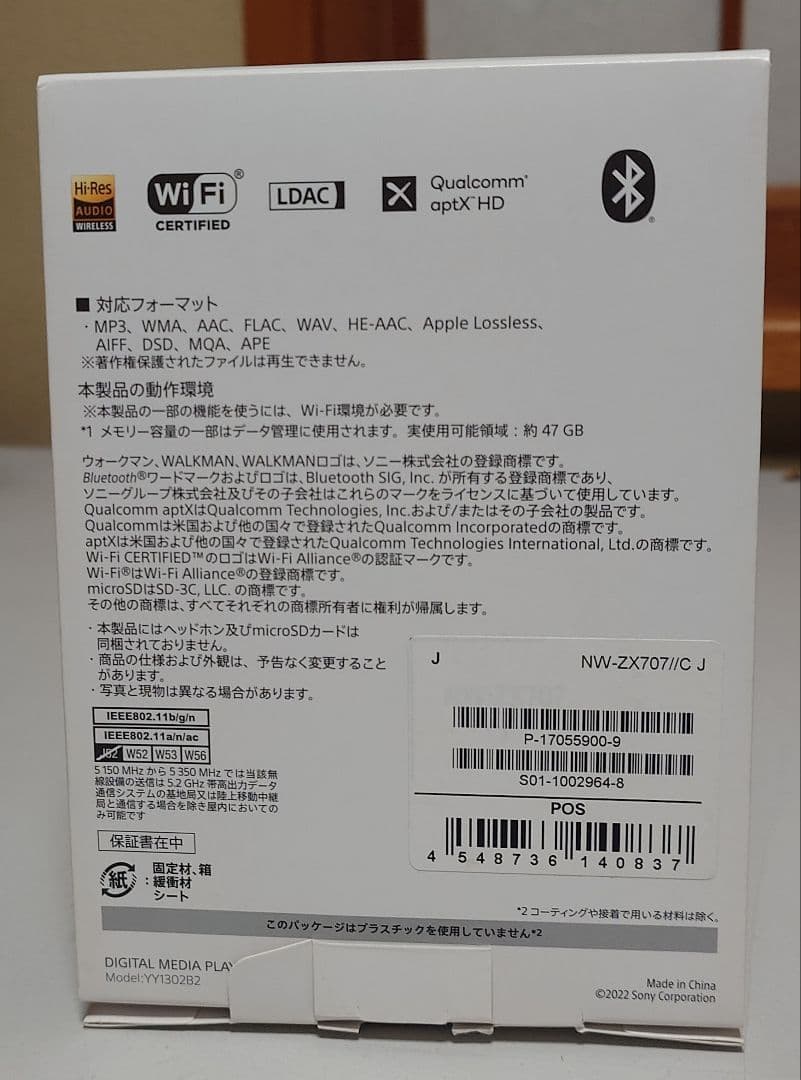 Hi-Res
AUDIO
WIRELESS
Wi Fi®
CERTIFIED
LDAC
Qualcomm®
aptX™ HD
®
■ 対応フォーマット
・MP3、WMA、AAC、FLAC、WAV、HE-AAC、Apple Lossless、
AIFF、DSD、MQA、APE
※著作権保護されたファイルは再生できません。
本製品の動作環境
※本製品の一部の機能を使うには、Wi-Fi環境が必要です。
*1 メモリー容量の一部はデータ管理に使用されます。実使用可能領域：約 47 GB
ウォークマン、WALKMAN、WALKMANロゴは、ソニー株式会社の登録商標です。
Bluetooth®ワードマークおよびロゴは、Bluetooth SIG, Inc. が所有する登録商標であり、
ソニーグループ株式会社及びその子会社はこれらのマークをライセンスに基づいて使用しています。
Qualcomm aptXはQualcomm Technologies, Inc.および/またはその子会社の製品です。
Qualcommは米国および他の国々で登録されたQualcomm Incorporatedの商標です。
aptXは米国および他の国々で登録されたQualcomm Technologies International, Ltd.の商標です。
Wi-Fi CERTIFIED™のロゴはWi-Fi Alliance®の認証マークです。
Wi-Fi®はWi-Fi Alliance®の登録商標です。
microSDはSD-3C, LLC. の商標です。
その他の商標は、すべてそれぞれの商標所有者に権利が帰属します。
・本製品にはヘッドホン及びmicroSDカードは
同梱されておりません。
・商品の仕様および外観は、予告なく変更すること
があります。
・写真と現物は異なる場合があります。
IEEE802.11b/g/n
IEEE802.11a/n/ac
J52 W52 W53 W56
5 150 MHz から 5 350 MHz では当該無
線設備の送信は 5.2 GHz 帯高出力データ
通信システムの基地局又は陸上移動中継
局と通信する場合を除き屋内においての
み可能です
保証書在中
紙
固定材、箱
：緩衝材
シート
J NW-ZX707//C J
P-17055900-9
S01-1002964-8
POS
4 548736 140837
*2 コーティングや接着で用いる材料は除く。
このパッケージはプラスチックを使用していません*2
DIGITAL MEDIA PLAY
Model:YY1302B2
Made in China
©2022 Sony Corporation